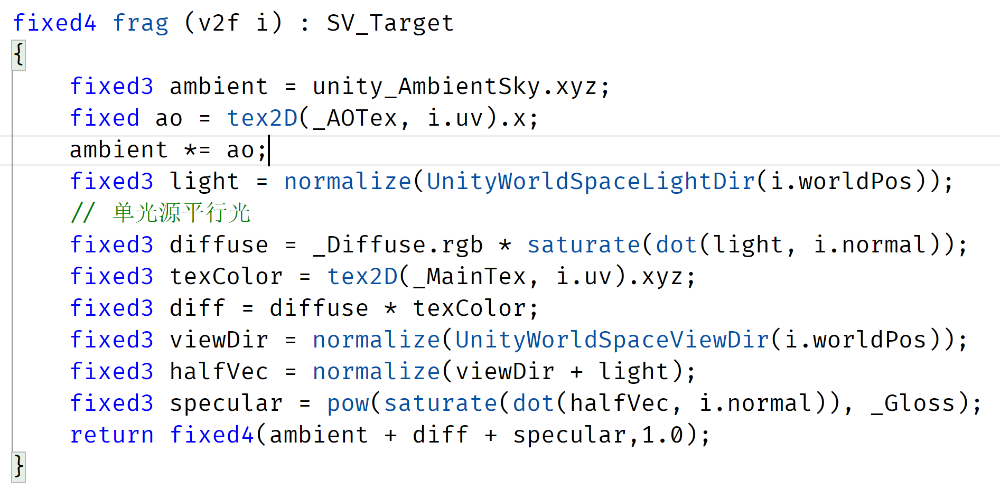 fixed4 frag (v2f i) : SV_Target
{
fixed3 ambient = unity_AmbientSky.xyz;
fixed ao = tex2D(_AOTex, i.uv).x;
ambient *= ao;
fixed3 light = normalize(UnityWorldSpaceLightDir(i.worldPos));
// 单光源平行光
fixed3 diffuse = _Diffuse.rgb * saturate(dot(light, i.normal));
fixed3 texColor = tex2D(_MainTex, i.uv).xyz;
fixed3 diff = diffuse * texColor;
fixed3 viewDir = normalize(UnityWorldSpaceViewDir(i.worldPos));
fixed3 halfVec = normalize(viewDir + light);
fixed3 specular = pow(saturate(dot(halfVec, i.normal)), _Gloss);
return fixed4(ambient + diff + specular,1.0);
}